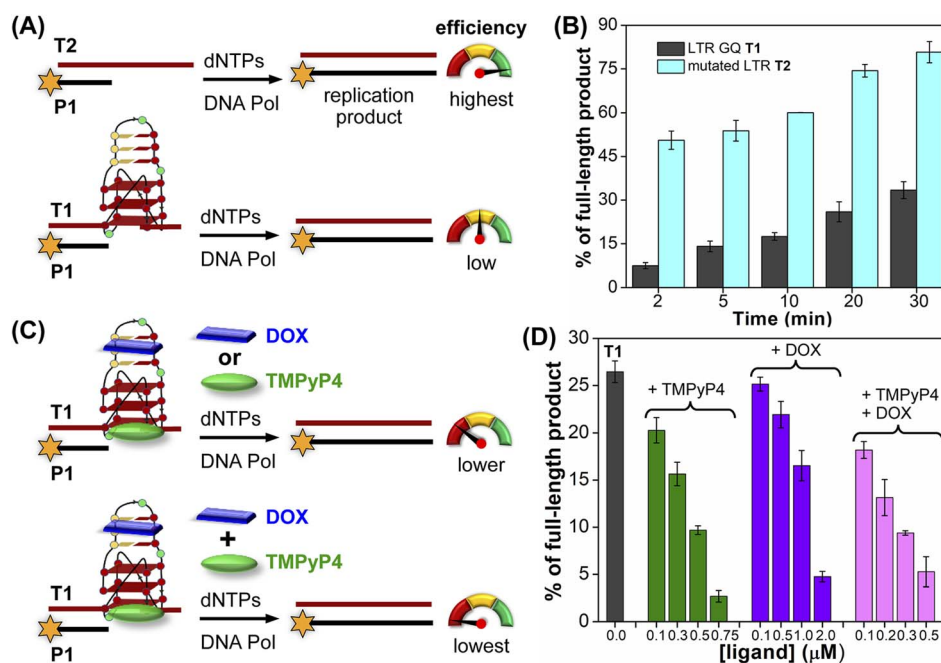 (A)
T2
dNTPs
DNA Pol
P1
replication
product
efficiency
highest
T1
dNTPs
DNA Pol
P1
low
(B)
% of full-length product
90
75
60
45
30
15
0
LTR GQ T1
mutated LTR T2
2 5 10 20 30
Time (min)
(C)
DOX
or
TMPyP4
T1
dNTPs
DNA Pol
P1
lower
DOX
+
TMPyP4
T1
dNTPs
DNA Pol
P1
lowest
(D)
% of full-length product
30
25
20
15
10
5
0
T1
+ TMPyP4
+ DOX
+ TMPyP4
+ DOX
0.0 0.1 0.3 0.5 0.75 0.1 0.5 1.0 2.0 0.1 0.2 0.3 0.5
[ligand] (μM)